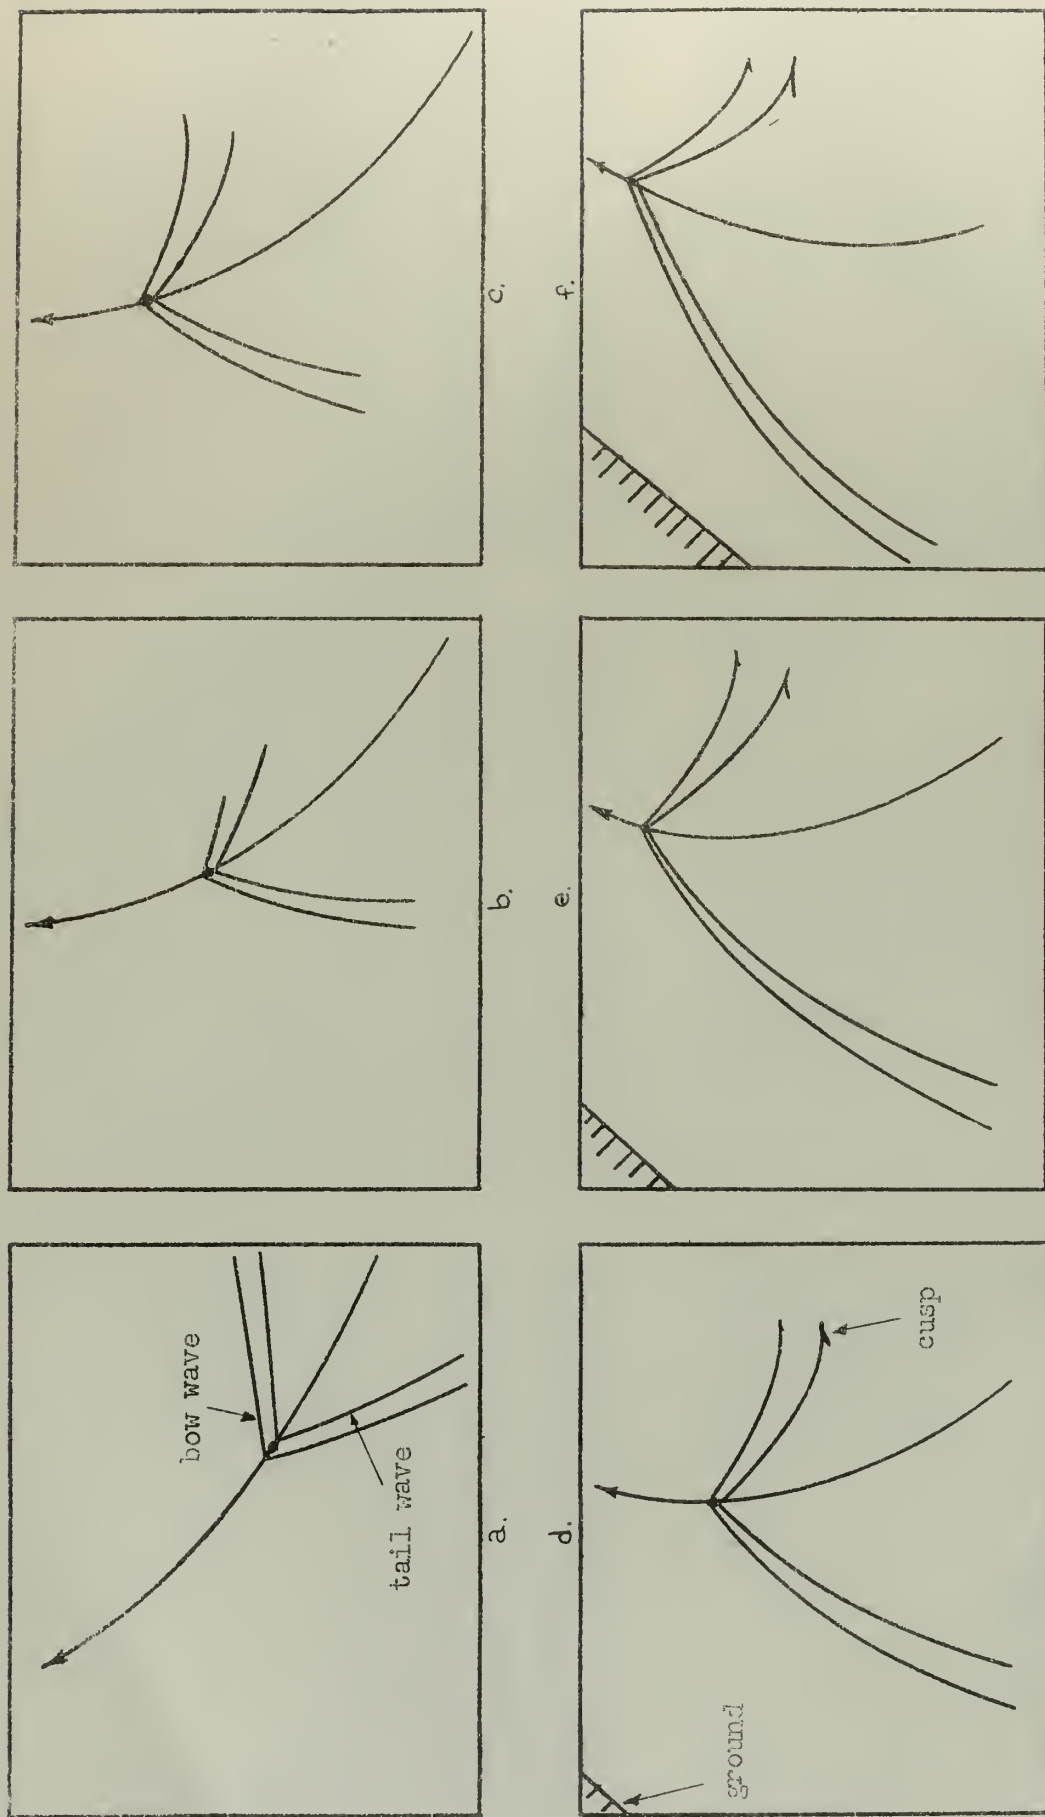 bow wave
tail wave
a.
b.
c.
ground
cusp
d.
e.
f.